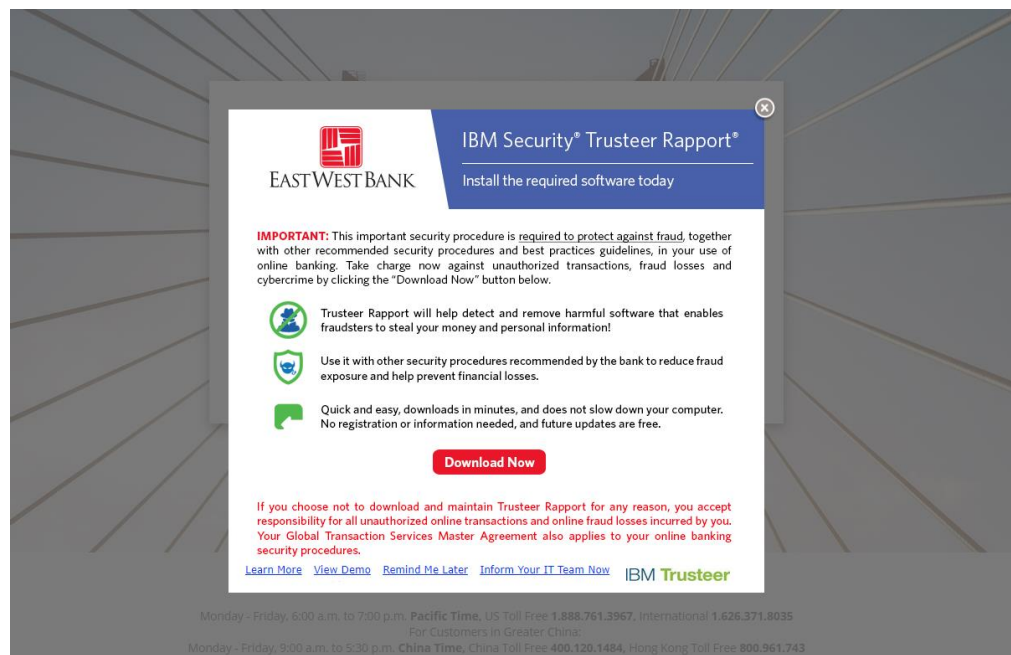 EAST WEST BANK
IBM Security® Trusteer Rapport®
Install the required software today
IMPORTANT: This important security procedure is required to protect against fraud, together
with other recommended security procedures and best practices guidelines, in your use of
online banking. Take charge now against unauthorized transactions, fraud losses and
cybercrime by clicking the “Download Now” button below.
Trusteer Rapport will help detect and remove harmful software that enables
fraudsters to steal your money and personal information!
Use it with other security procedures recommended by the bank to reduce fraud
exposure and help prevent financial losses.
Quick and easy, downloads in minutes, and does not slow down your computer.
No registration or information needed, and future updates are free.
Download Now
If you choose not to download and maintain Trusteer Rapport for any reason, you accept
responsibility for all unauthorized online transactions and online fraud losses incurred by you.
Your Global Transaction Services Master Agreement also applies to your online banking
security procedures.
Learn More View Demo Remind Me Later Inform Your IT Team Now IBM Trusteer
Monday - Friday, 6:00 a.m. to 7:00 p.m. Pacific Time, US Toll Free 1.888.761.3967, International 1.626.371.8035
For Customers in Greater China:
Monday - Friday, 9:00 a.m. to 5:30 p.m. China Time, China Toll Free 400.120.1484, Hong Kong Toll Free 800.961.743